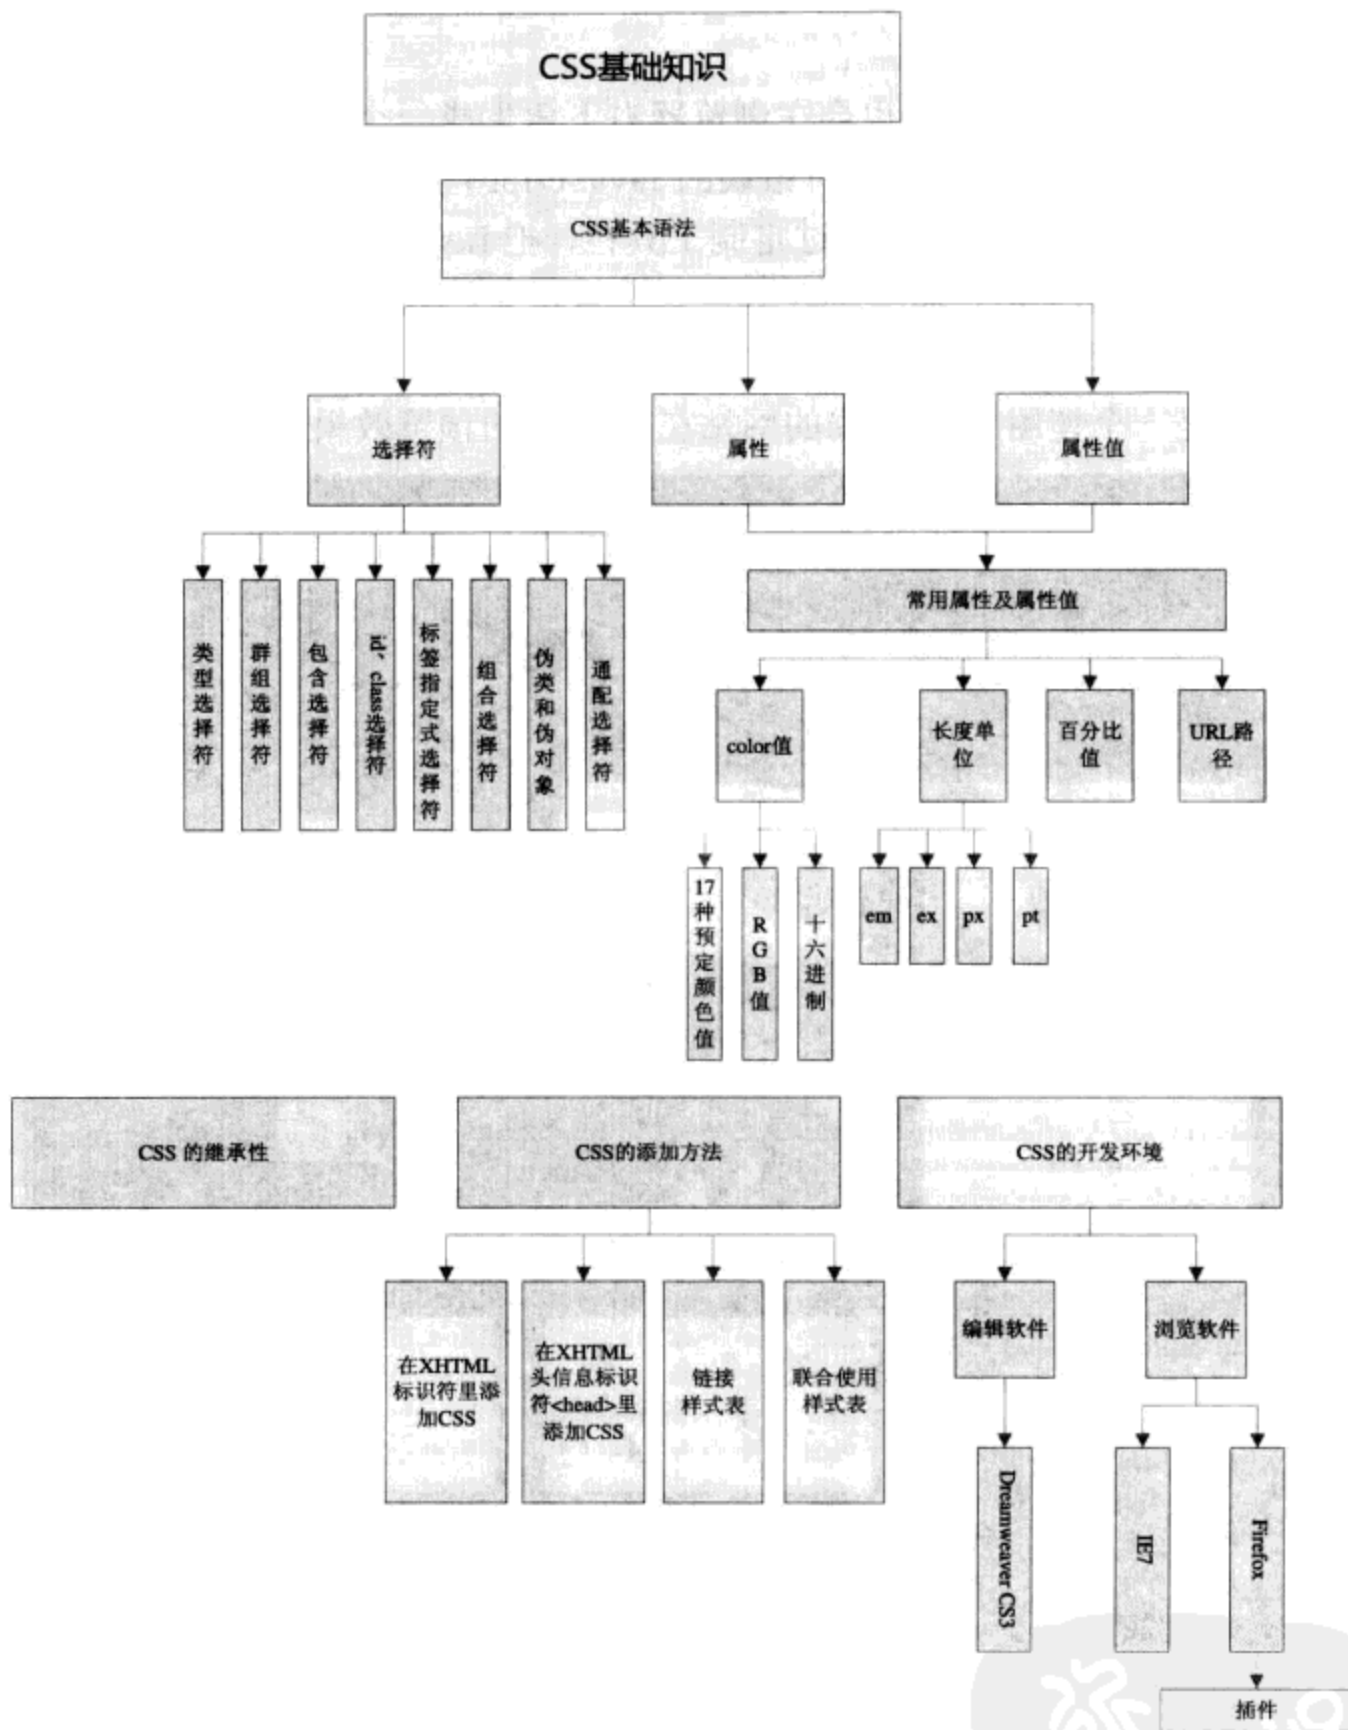 CSS基础知识
CSS基本语法
选择符
属性
属性值
类型选择符
群组选择符
包含选择符
id、class选择符
标签指定式选择符
组合选择符
伪类和伪对象
通配选择符
常用属性及属性值
color值
长度单
位
百分比
值
URL路
径
17种预定颜色值
RGB值
十六进制
em
ex
px
pt
CSS 的继承性
CSS的添加方法
CSS的开发环境
在XHTML
标识符里添
加CSS
在XHTML
头信息标识
符<head>里
添加CSS
链接
样式表
联合使用
样式表
编辑软件
浏览软件
Dreamweaver CS3
IE7
Firefox
插件